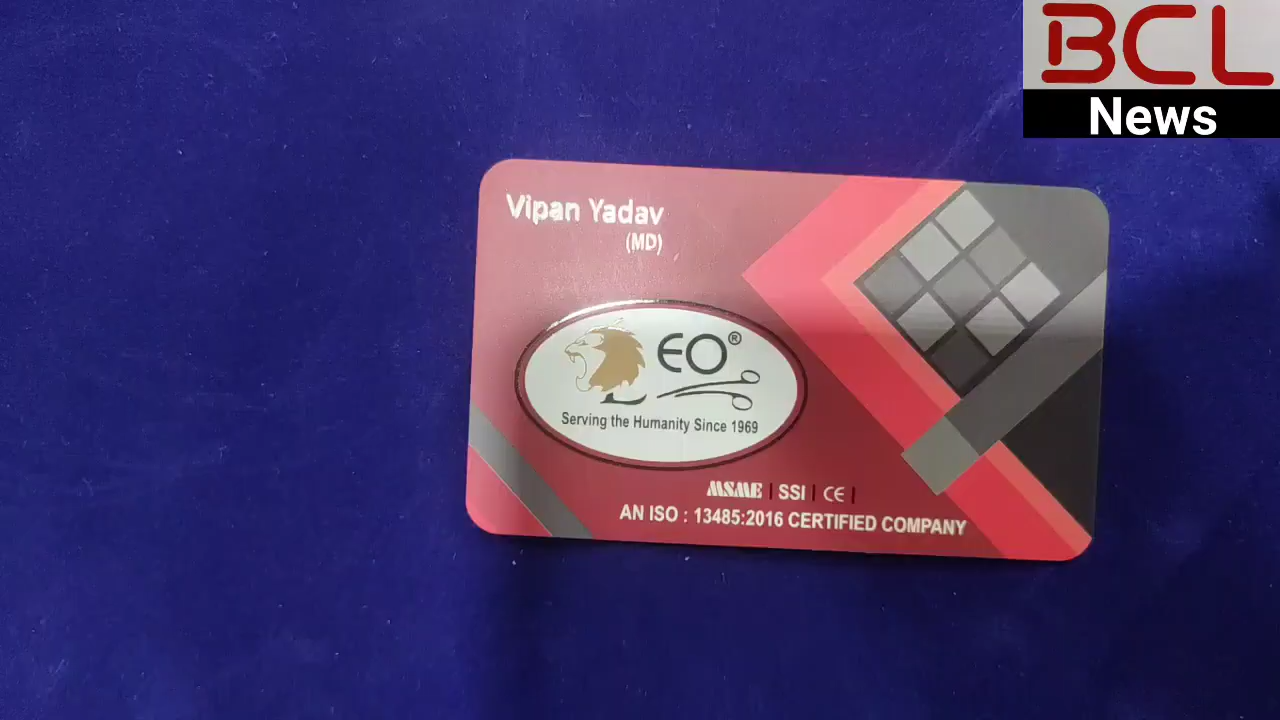 BCL
News
Vipan Yadav
(MD)
LEO®
Serving the Humanity Since 1969
MSME | SSI | CE |
AN ISO : 13485:2016 CERTIFIED COMPANY